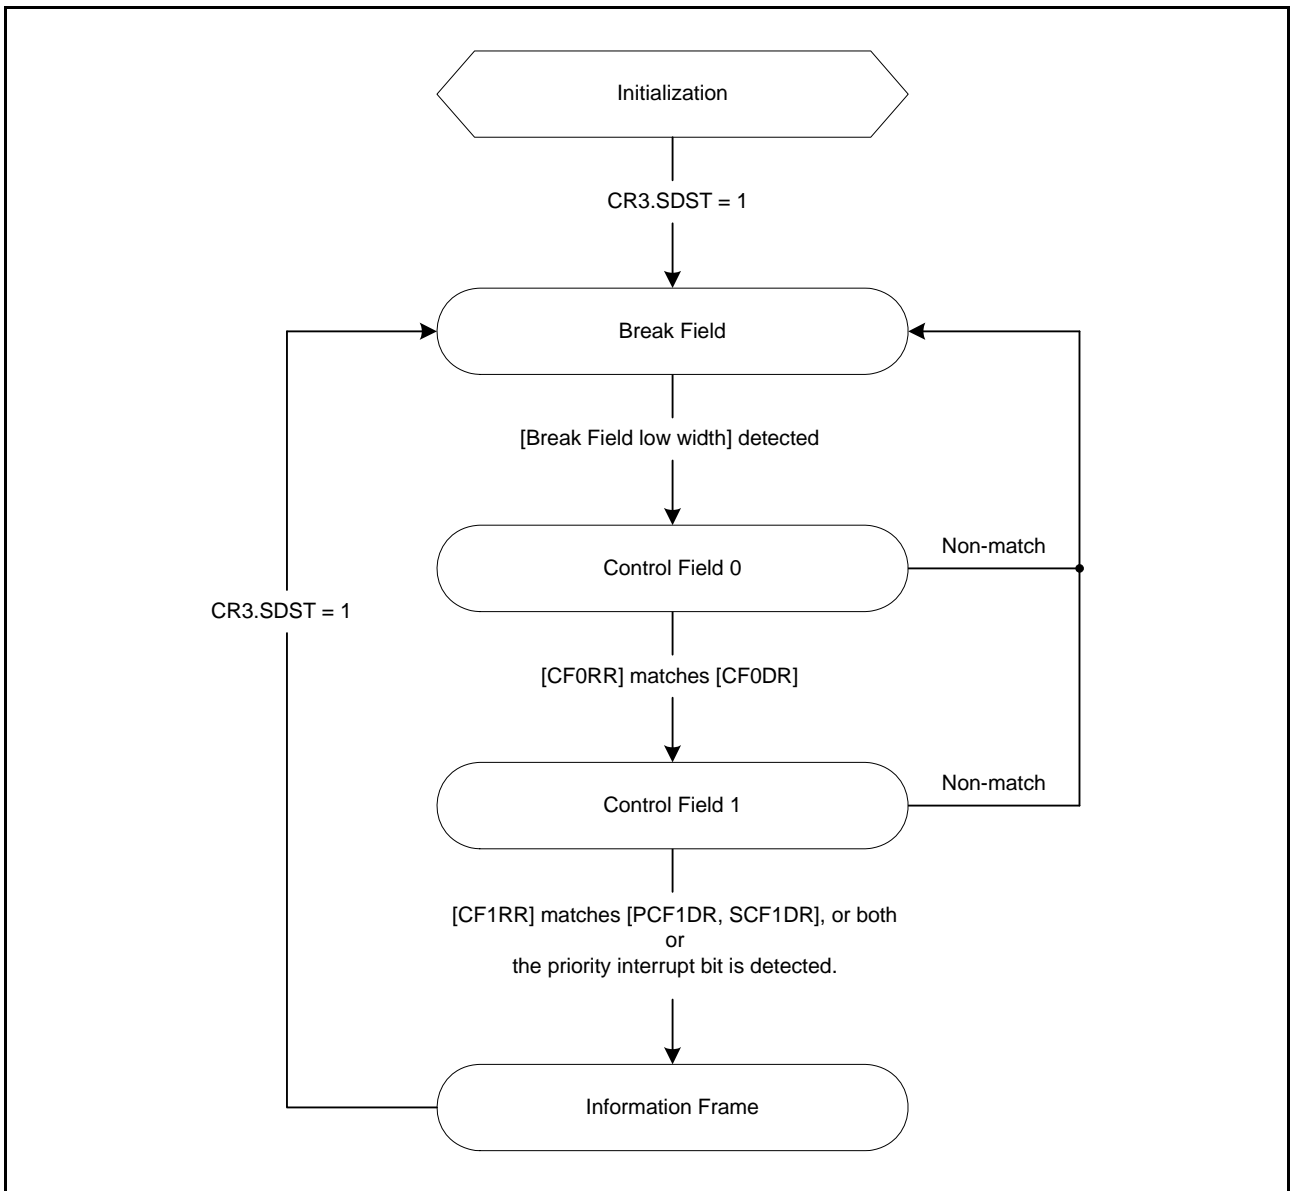 Initialization
CR3.SDST = 1
Break Field
[Break Field low width] detected
Non-match
Control Field 0
CR3.SDST = 1
[CF0RR] matches [CF0DR]
Non-match
Control Field 1
[CF1RR] matches [PCF1DR, SCF1DR], or both
or
the priority interrupt bit is detected.
Information Frame